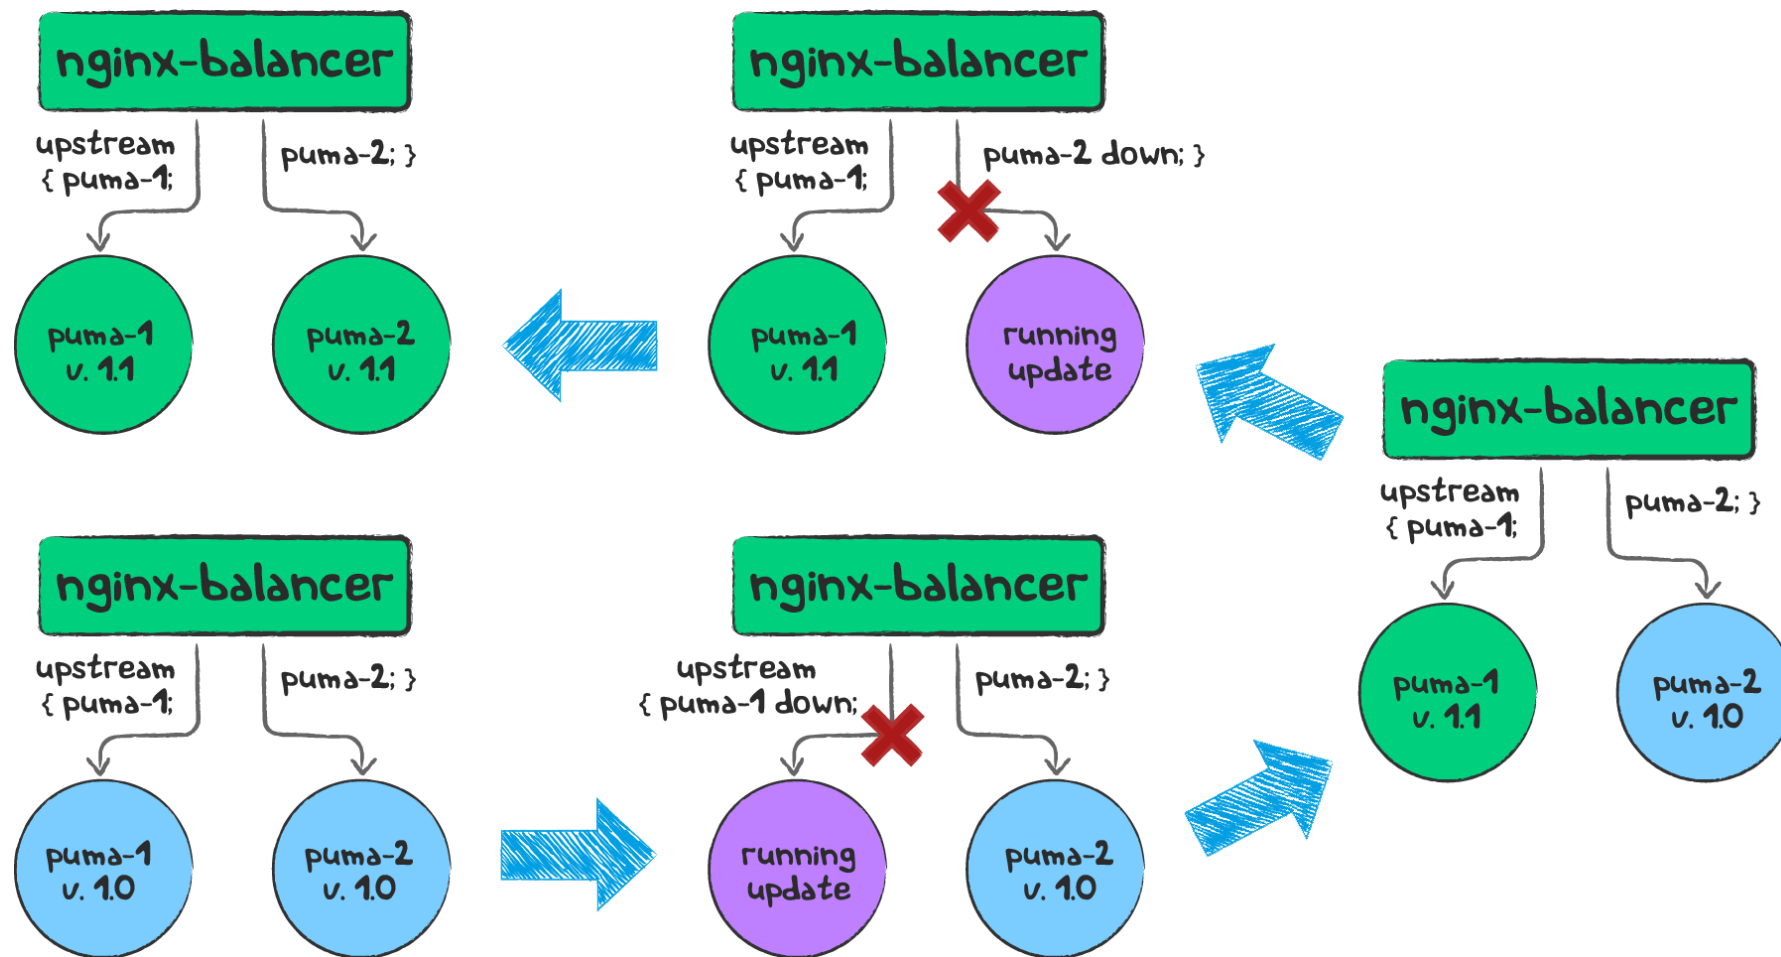 nginx-balancer
upstream
{ puma-1;
puma-2; }
puma-1
v. 1.1
puma-2
v. 1.1
nginx-balancer
upstream
{ puma-1;
puma-2 down; }
puma-1
v. 1.1
running
update
nginx-balancer
upstream
{ puma-1;
puma-2; }
puma-1
v. 1.1
puma-2
v. 1.0
nginx-balancer
upstream
{ puma-1;
puma-2; }
puma-1
v. 1.0
puma-2
v. 1.0
nginx-balancer
upstream
{ puma-1 down;
puma-2; }
running
update
puma-2
v. 1.0